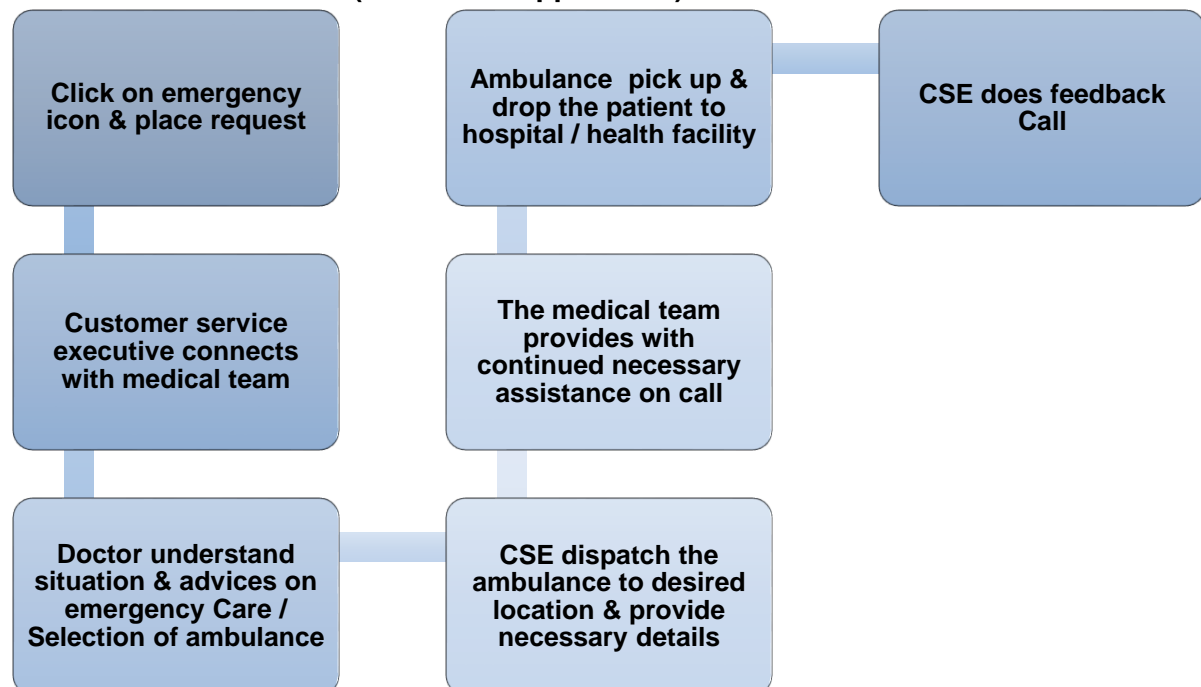 Click on emergency
icon & place request
Customer service
executive connects
with medical team
Doctor understand
situation & advices on
emergency Care /
Selection of ambulance
CSE dispatch the
ambulance to desired
location & provide
necessary details
The medical team
provides with
continued necessary
assistance on call
Ambulance pick up &
drop the patient to
hospital / health facility
CSE does feedback
Call